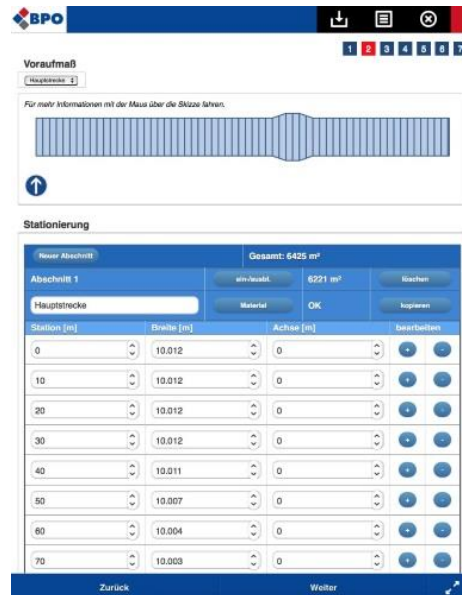 BPO
1 2 3 4 5 6 7
Voraufmaß
Hauptstrecke
Für mehr Informationen mit der Maus über die Skizze fahren.
Stationierung
Neuer Abschnitt Gesamt: 6425 m²
Abschnitt 1 ein-/ausbl. 6221 m² löschen
Hauptstrecke Material OK kopieren
Station [m] Breite [m] Achse [m] bearbeiten
0 10.012 0 + -
10 10.012 0 + -
20 10.012 0 + -
30 10.012 0 + -
40 10.011 0 + -
50 10.007 0 + -
60 10.004 0 + -
70 10.003 0 + -
Zurück Weiter